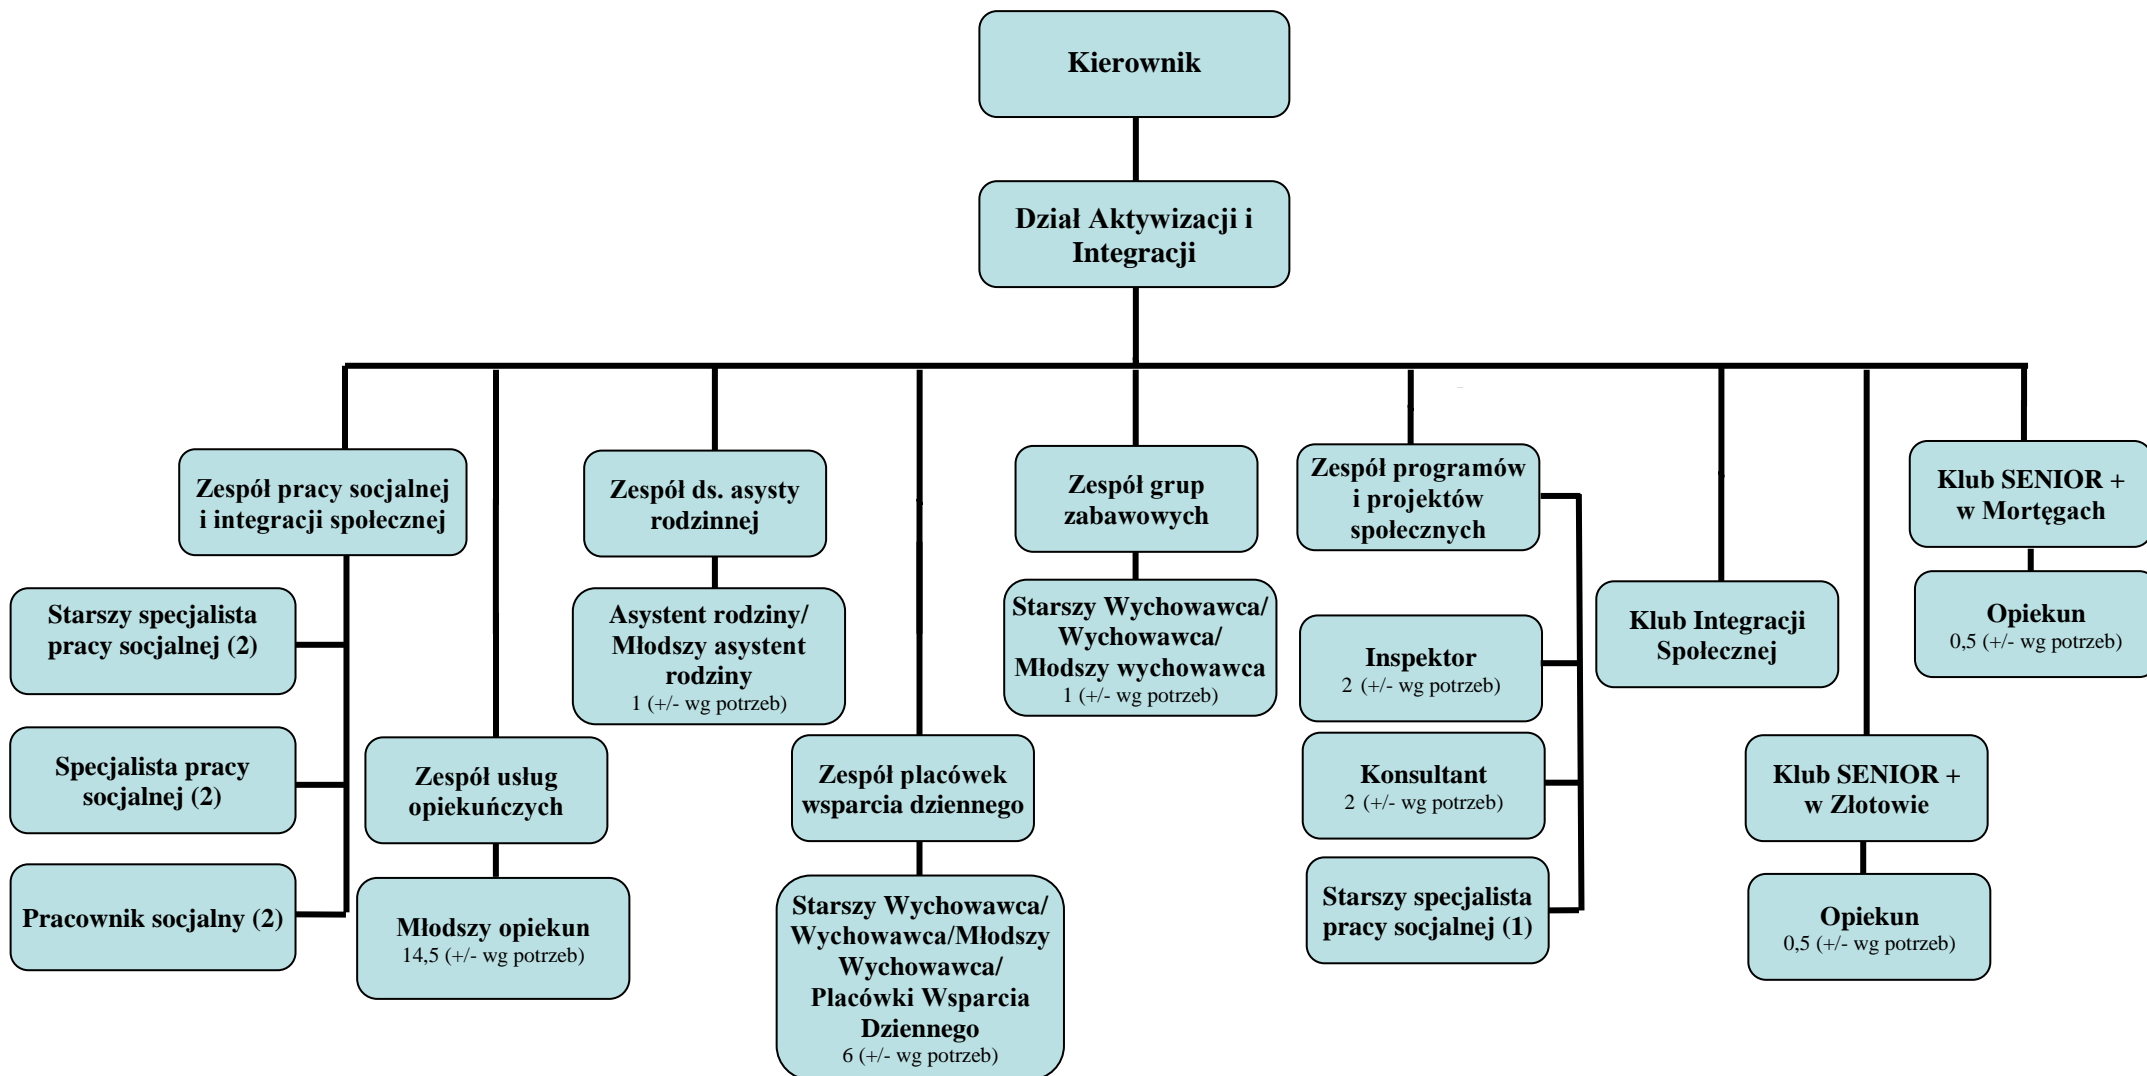 Kierownik
Dział Aktywizacji i
Integracji
Zespół pracy socjalnej
i integracji społecznej
Starszy specjalista
pracy socjalnej (2)
Specjalista pracy
socjalnej (2)
Pracownik socjalny (2)
Zespół usług
opiekuńczych
Młodszy opiekun
14,5 (+/- wg potrzeb)
Zespół ds. asysty
rodzinnej
Asystent rodziny/
Młodszy asystent
rodziny
1 (+/- wg potrzeb)
Zespół placówek
wsparcia dziennego
Starszy Wychowawca/
Wychowawca/Młodszy
Wychowawca/
Placówki Wsparcia
Dziennego
6 (+/- wg potrzeb)
Zespół grup
zabawowych
Starszy Wychowawca/
Wychowawca/
Młodszy wychowawca
1 (+/- wg potrzeb)
Zespół programów
i projektów
społecznych
Inspektor
2 (+/- wg potrzeb)
Konsultant
2 (+/- wg potrzeb)
Starszy specjalista
pracy socjalnej (1)
Klub Integracji
Społecznej
Klub SENIOR +
w Złotowie
Opiekun
0,5 (+/- wg potrzeb)
Klub SENIOR +
w Mortęgach
Opiekun
0,5 (+/- wg potrzeb)